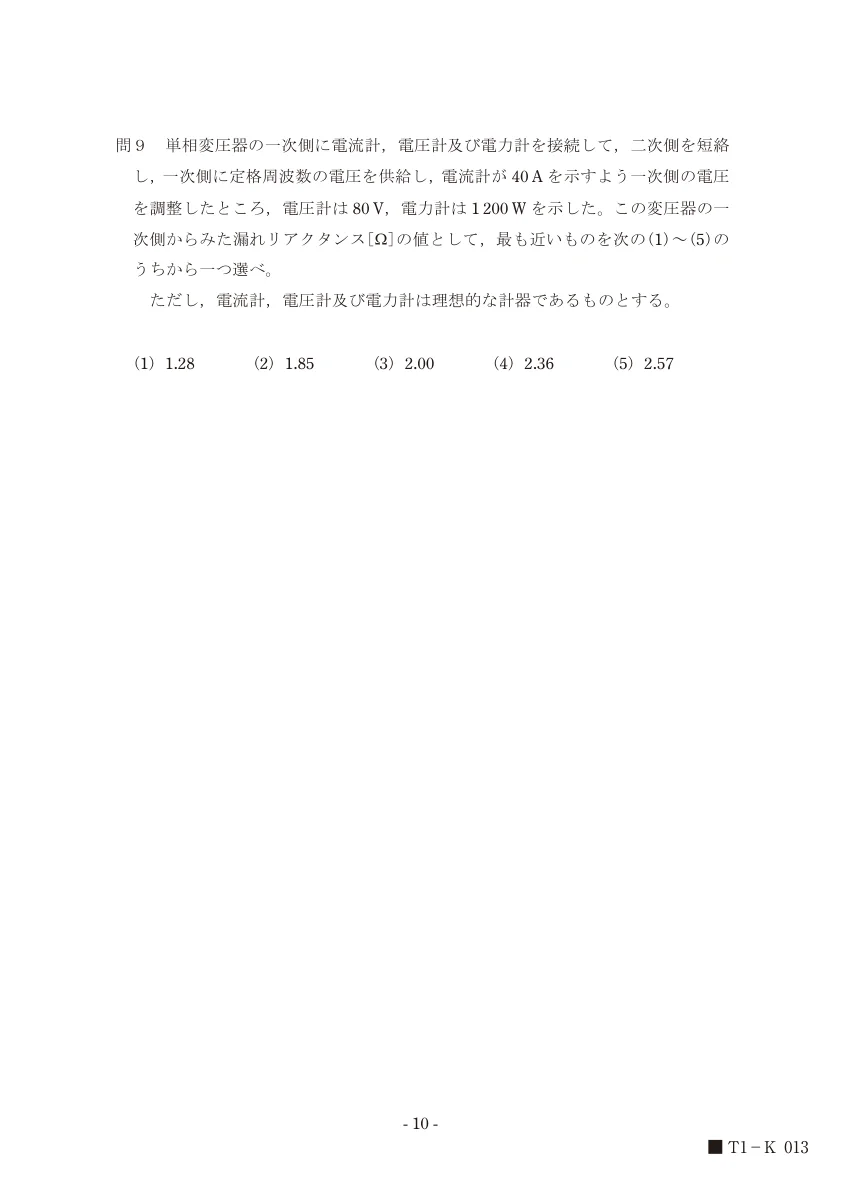 問９　単相変圧器の一次側に電流計，電圧計及び電力計を接続して，二次側を短絡
し，一次側に定格周波数の電圧を供給し，電流計が 40 A を示すよう一次側の電圧
を調整したところ，電圧計は 80 V，電力計は 1 200 W を示した。この変圧器の一
次側からみた漏れリアクタンス[Ω]の値として，最も近いものを次の(1)～(5)の
うちから一つ選べ。
ただし，電流計，電圧計及び電力計は理想的な計器であるものとする。
(1) 1.28　(2) 1.85　(3) 2.00　(4) 2.36　(5) 2.57
- 10 -
■ T1－K 013